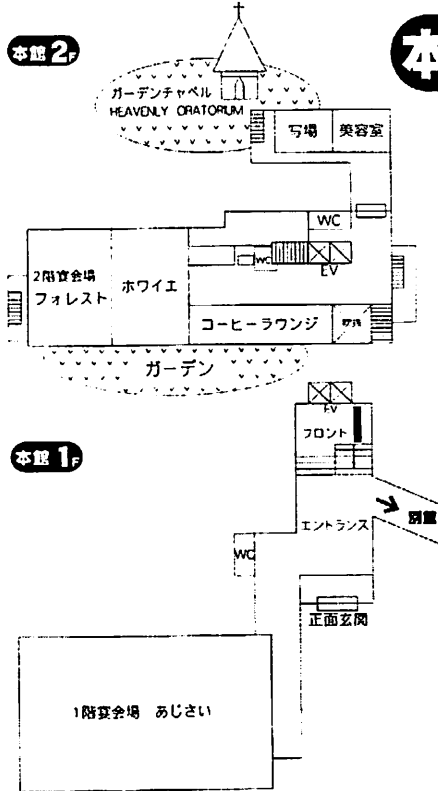 本館 2F
本
ガーデンチャペル
HEAVENLY ORATORIUM
写場
美容室
WC
WC
EV
2階宴会場
フォレスト
ホワイエ
コーヒーラウンジ
吹抜
ガーデン
本館 1F
EV
フロント
エントランス
別館
WC
正面玄関
1階宴会場 あじさい